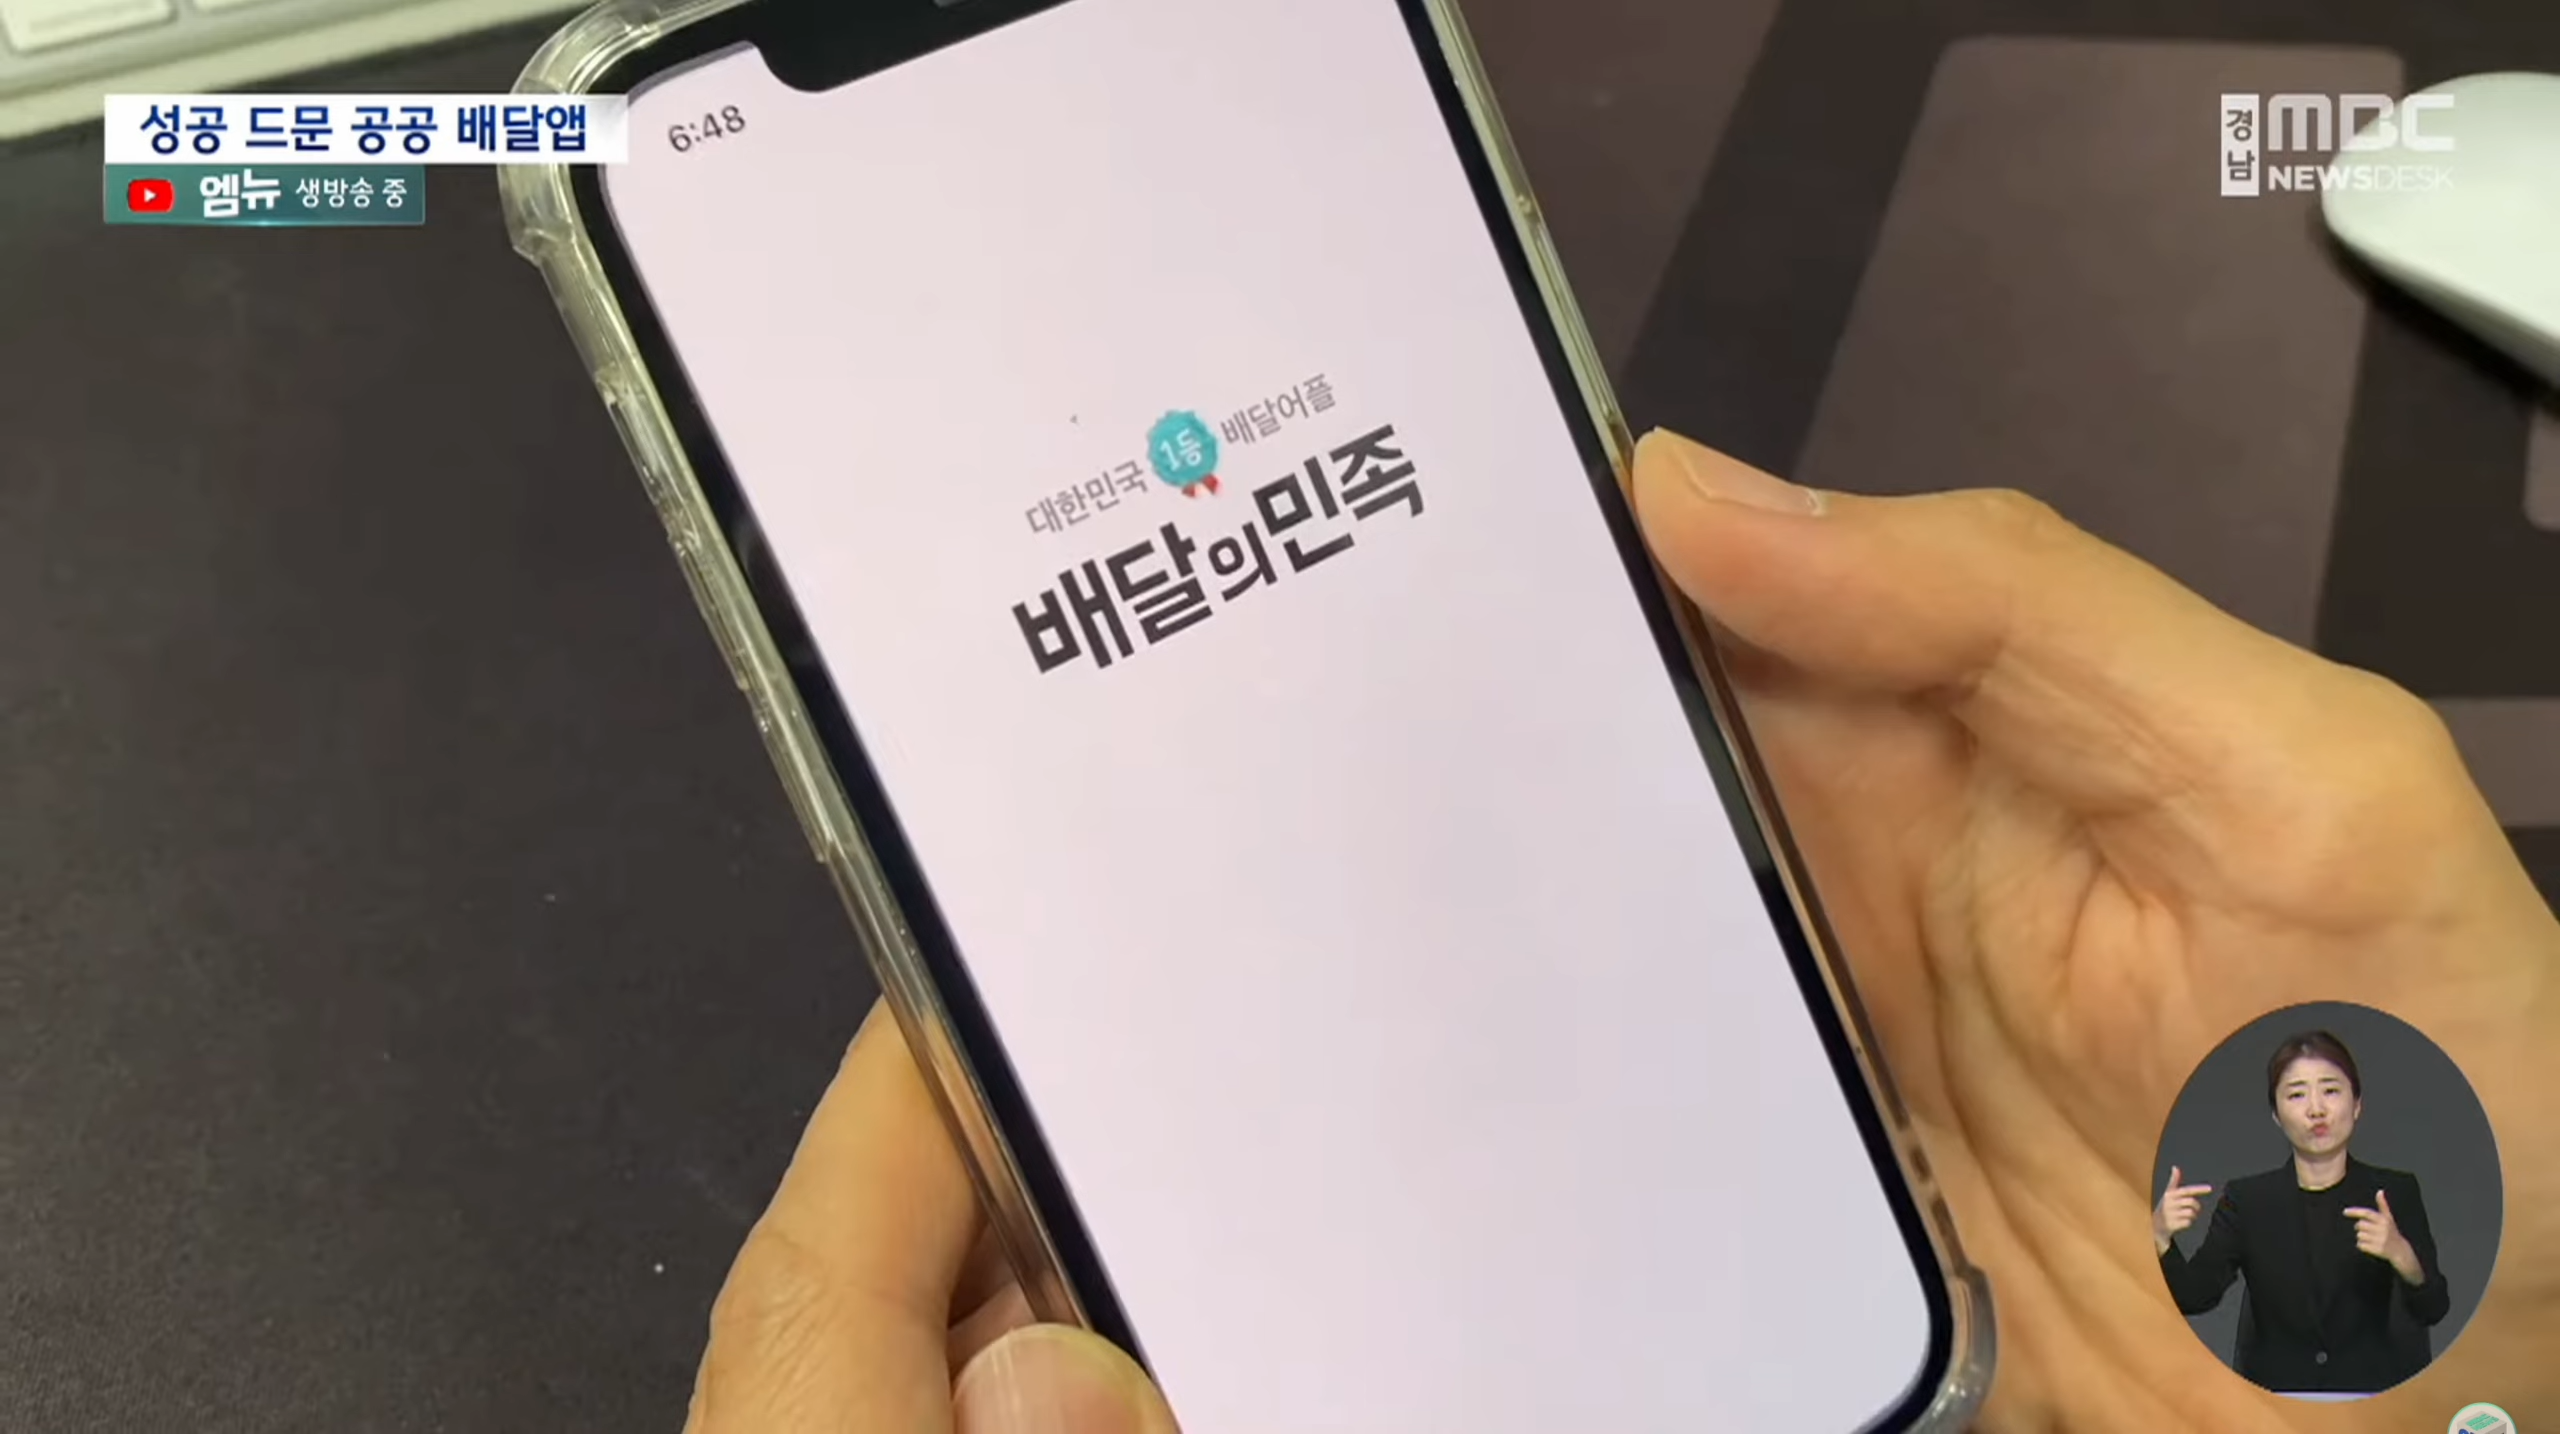 성공 드문 공공 배달앱
엠뉴 생방송 중
경남
MBC
NEWSDESK
6:48
대한민국 1등 배달어플
배달의민족